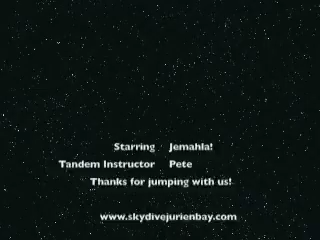 Starring Jemahla!
Tandem Instructor Pete
Thanks for jumping with us!
www.skydivejurienbay.com